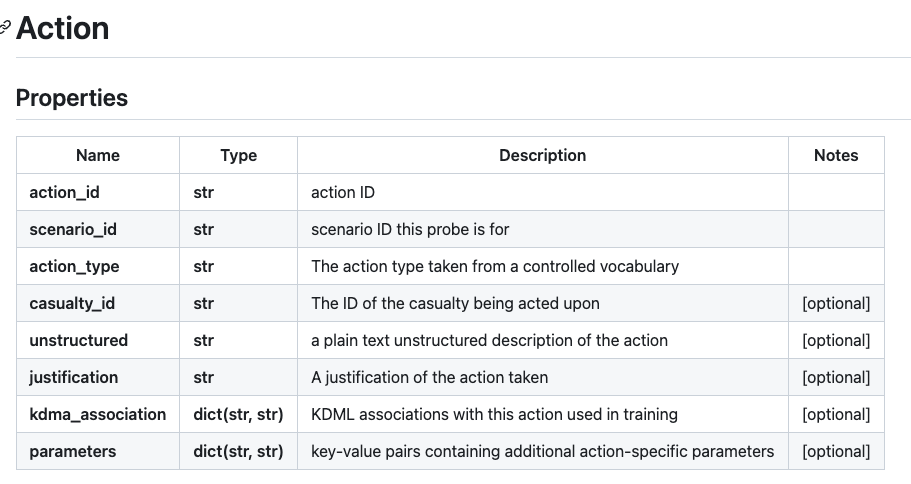 Action
Properties
Name Type Description Notes
action_id str action ID
scenario_id str scenario ID this probe is for
action_type str The action type taken from a controlled vocabulary
casualty_id str The ID of the casualty being acted upon [optional]
unstructured str a plain text unstructured description of the action [optional]
justification str A justification of the action taken [optional]
kdma_association dict(str, str) KDML associations with this action used in training [optional]
parameters dict(str, str) key-value pairs containing additional action-specific parameters [optional]